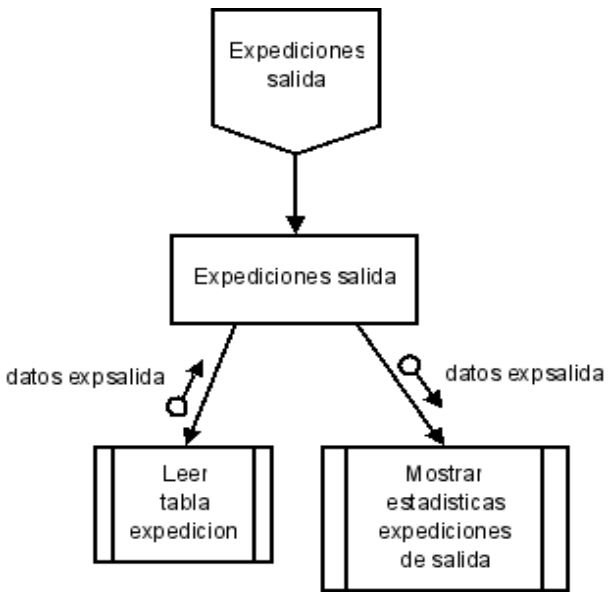 Expediciones
salida
Expediciones salida
datos expsalida
datos expsalida
Leer
tabla
expedicion
Mostrar
estadisticas
expediciones
de salida